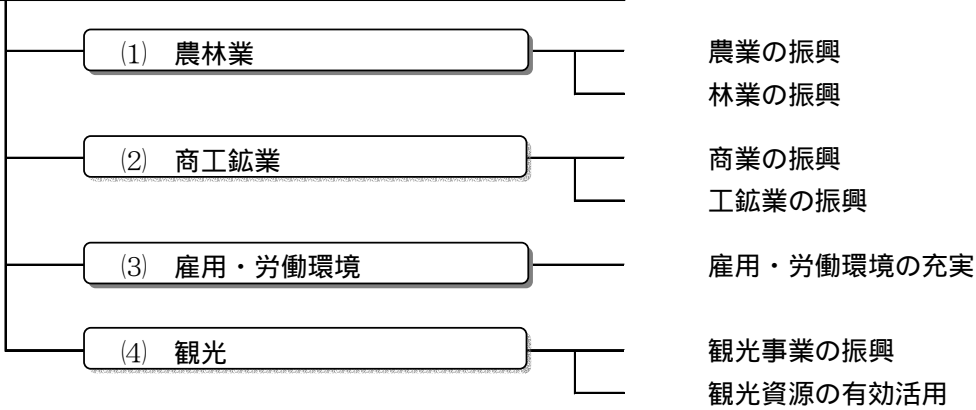 ⑴ 農林業
農業の振興
林業の振興
⑵ 商工鉱業
商業の振興
工鉱業の振興
⑶ 雇用・労働環境
雇用・労働環境の充実
⑷ 観光
観光事業の振興
観光資源の有効活用